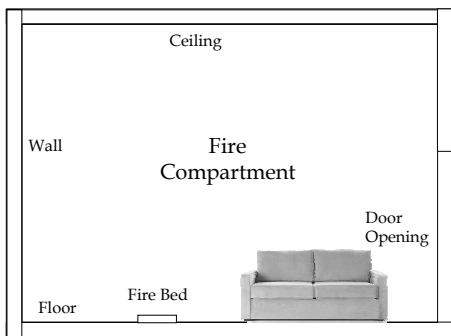 Ceiling
Wall
Fire
Compartment
Door
Opening
Fire Bed
Floor